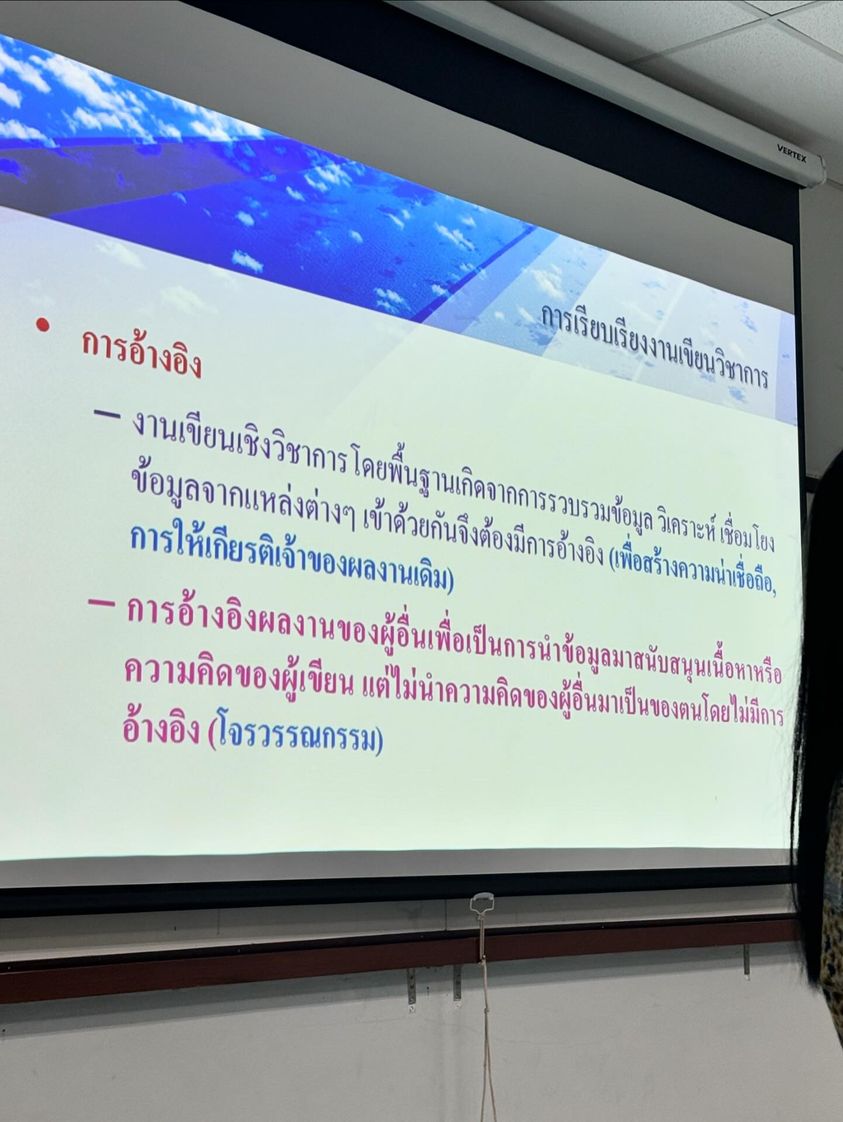 VERTEX
การเรียบเรียงงานเขียนวิชาการ
• การอ้างอิง
– งานเขียนเชิงวิชาการ โดยพื้นฐานเกิดจากการรวบรวมข้อมูล วิเคราะห์ เชื่อมโยง
ข้อมูลจากแหล่งต่างๆ เข้าด้วยกันจึงต้องมีการอ้างอิง (เพื่อสร้างความน่าเชื่อถือ,
การให้เกียรติเจ้าของผลงานเดิม)
– การอ้างอิงผลงานของผู้อื่นเพื่อเป็นการนำข้อมูลมาสนับสนุนเนื้อหาหรือ
ความคิดของผู้เขียน แต่ไม่นำความคิดของผู้อื่นมาเป็นของตนโดยไม่มีการ
อ้างอิง (โจรวรรณกรรม)